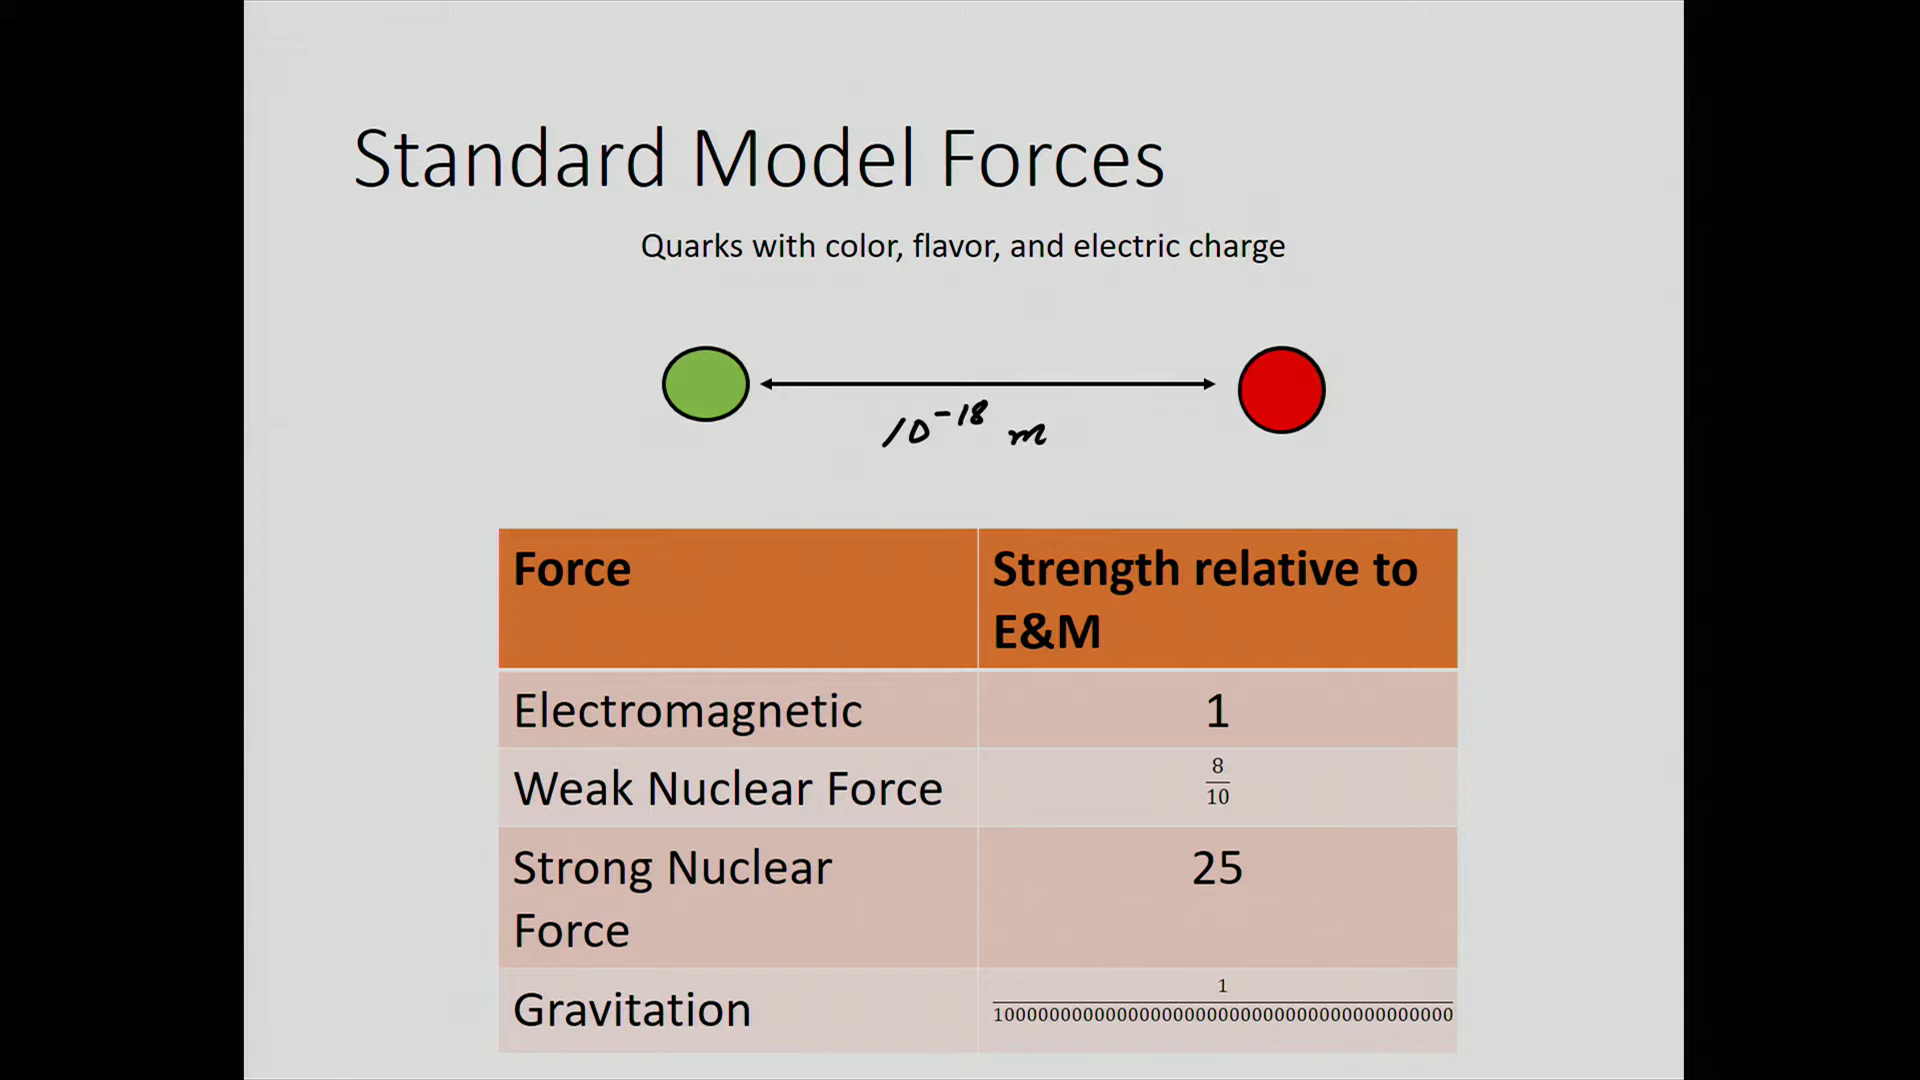 Standard Model Forces
Quarks with color, flavor, and electric charge
10⁻¹⁸ m
Force
Strength relative to
E&M
Electromagnetic
1
Weak Nuclear Force
8
10
Strong Nuclear
Force
25
Gravitation
1
10000000000000000000000000000000000000000